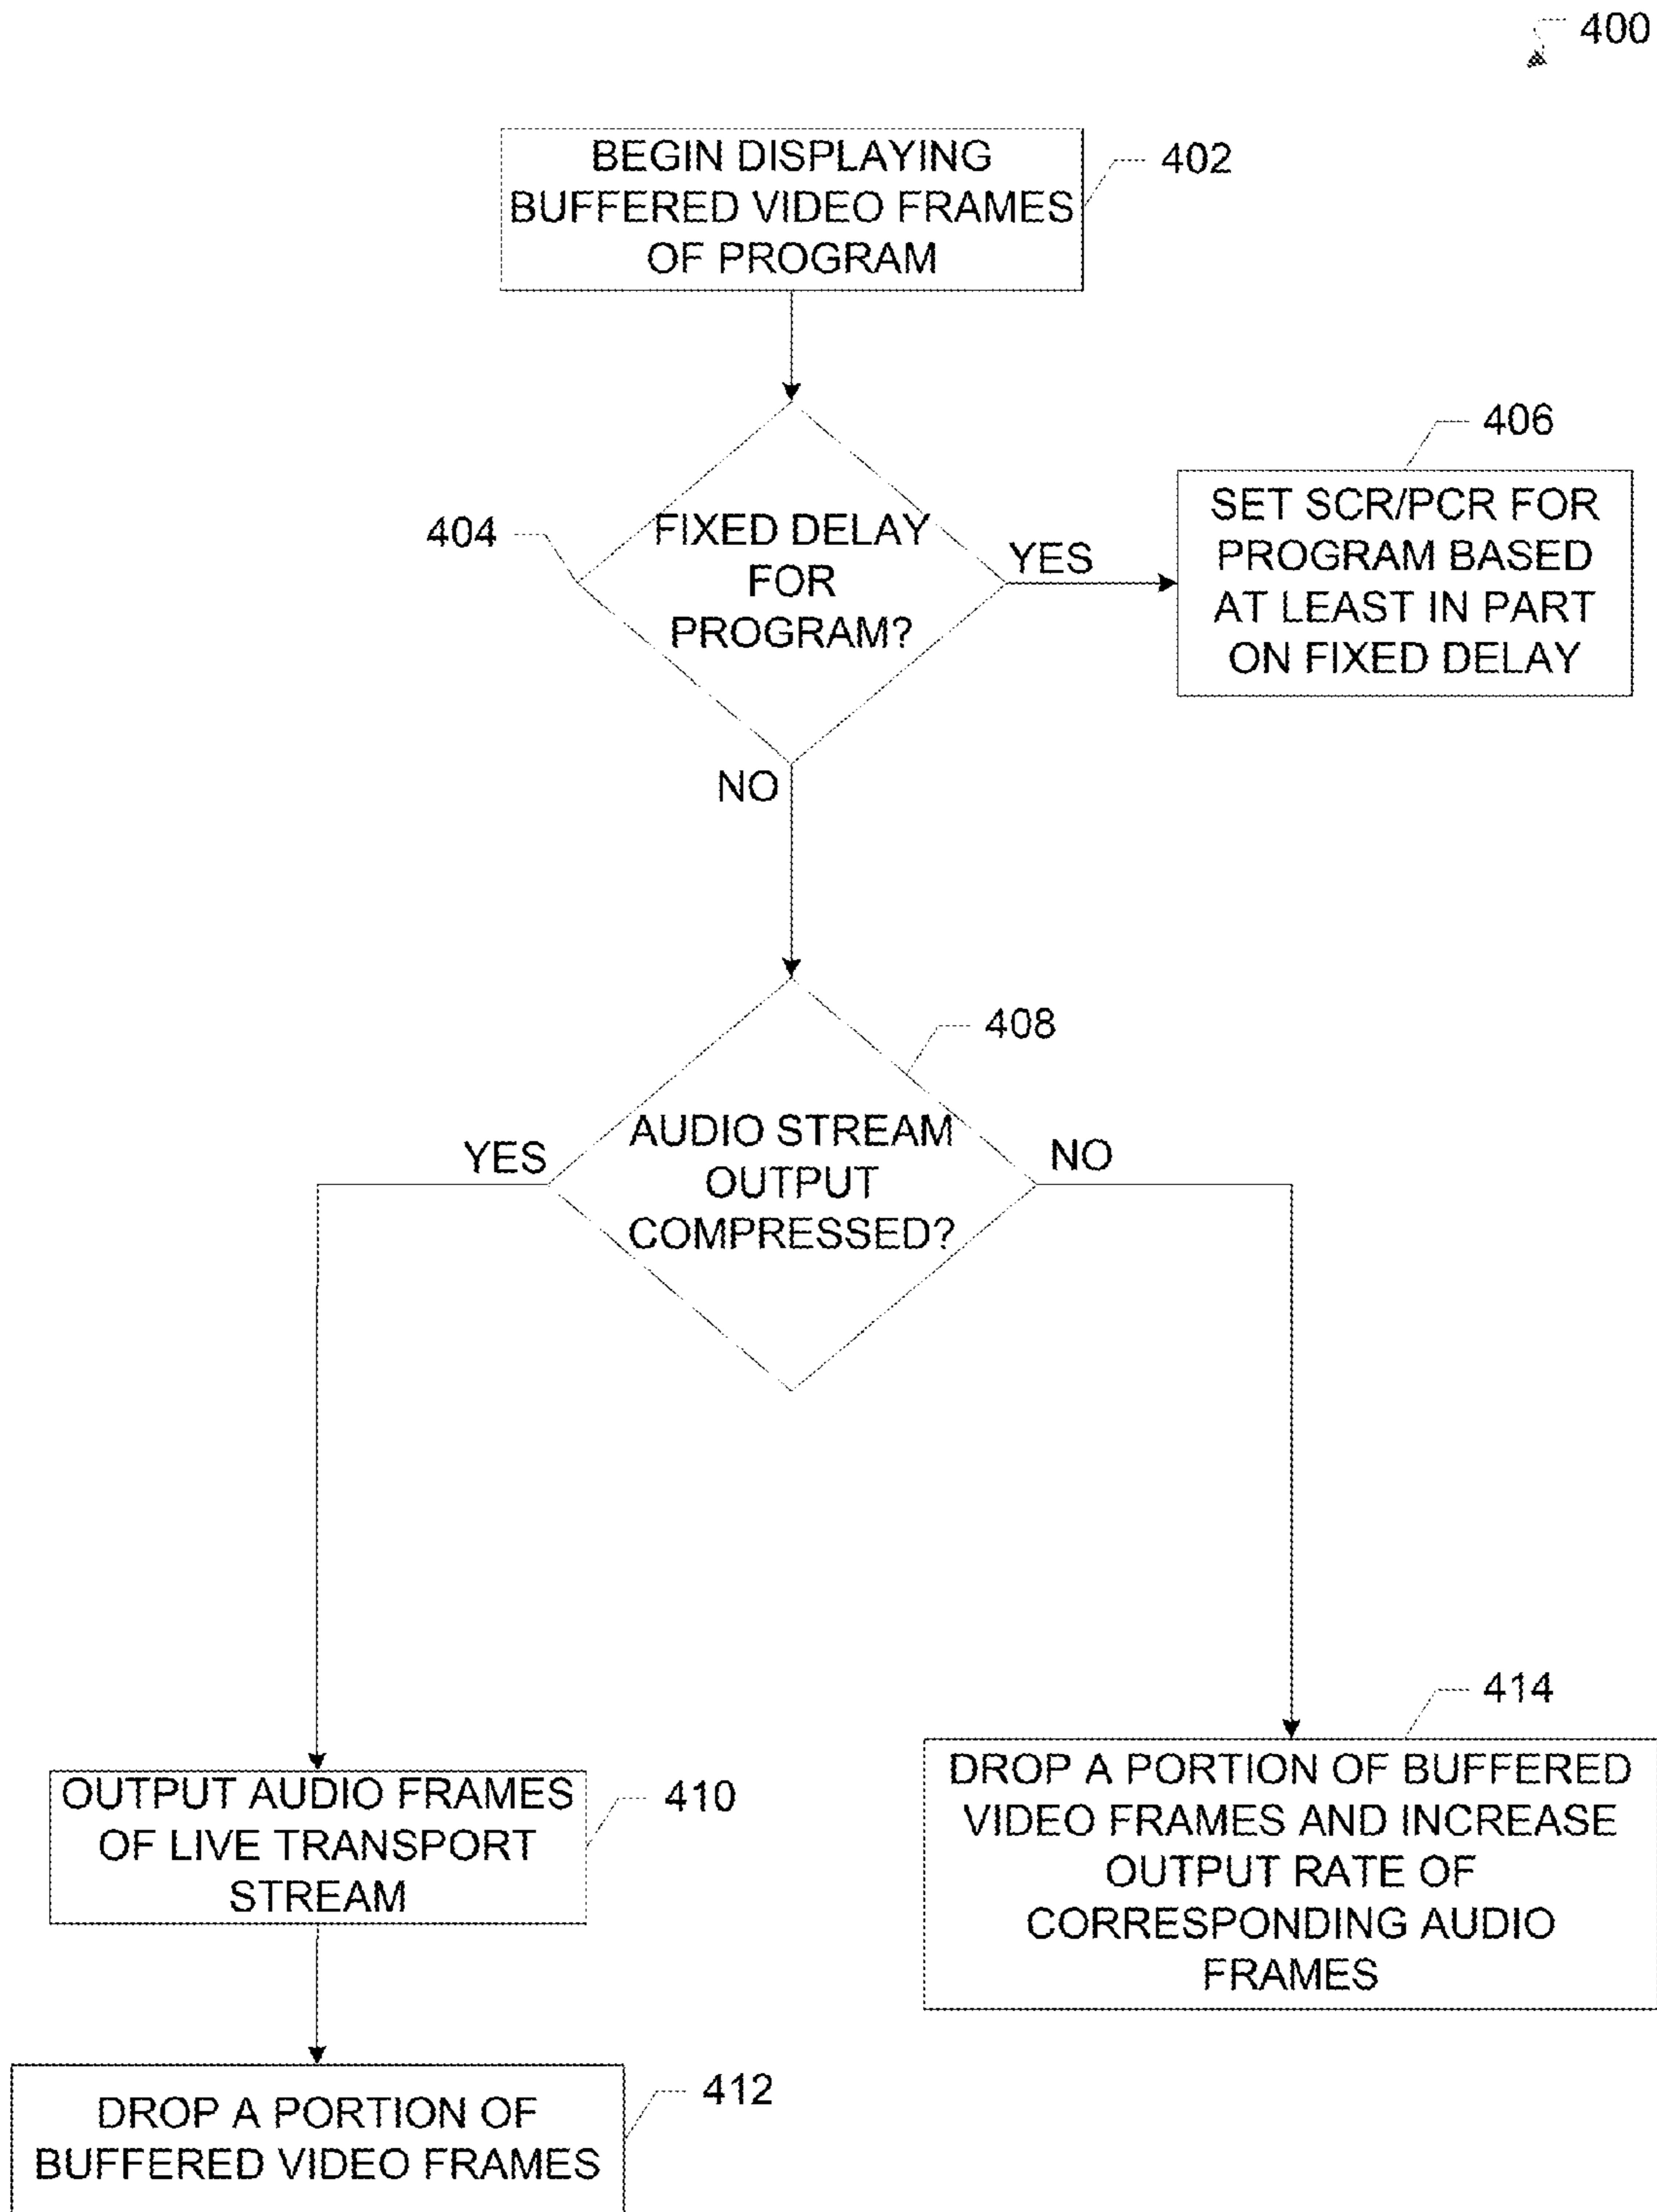 400
BEGIN DISPLAYING
BUFFERED VIDEO FRAMES
OF PROGRAM
402
404
FIXED DELAY
FOR
PROGRAM?
YES
406
SET SCR/PCR FOR
PROGRAM BASED
AT LEAST IN PART
ON FIXED DELAY
NO
408
AUDIO STREAM
OUTPUT
COMPRESSED?
YES
NO
OUTPUT AUDIO FRAMES
OF LIVE TRANSPORT
STREAM
410
414
DROP A PORTION OF BUFFERED
VIDEO FRAMES AND INCREASE
OUTPUT RATE OF
CORRESPONDING AUDIO
FRAMES
DROP A PORTION OF
BUFFERED VIDEO FRAMES
412